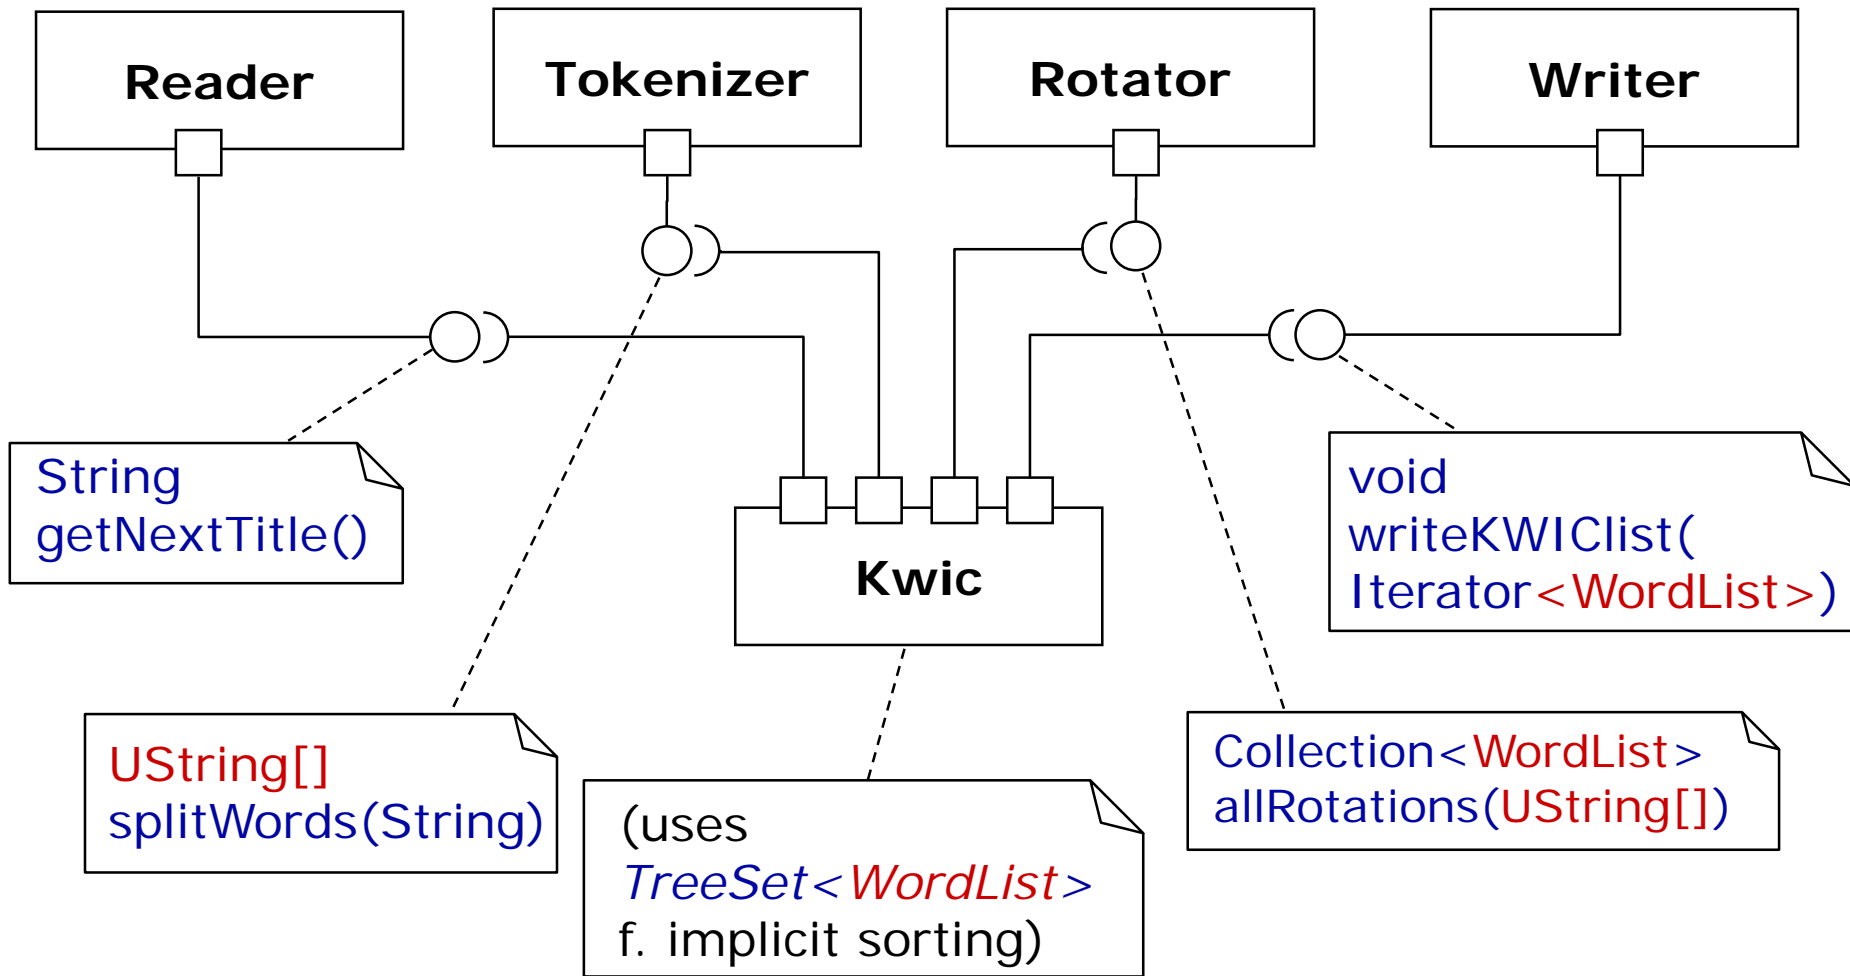 Reader
Tokenizer
Rotator
Writer
String
getNextTitle()
Kwic
void
writeKWIClist(
Iterator<WordList>)
UString[]
splitWords(String)
(uses
TreeSet<WordList>
f. implicit sorting)
Collection<WordList>
allRotations(UString[])